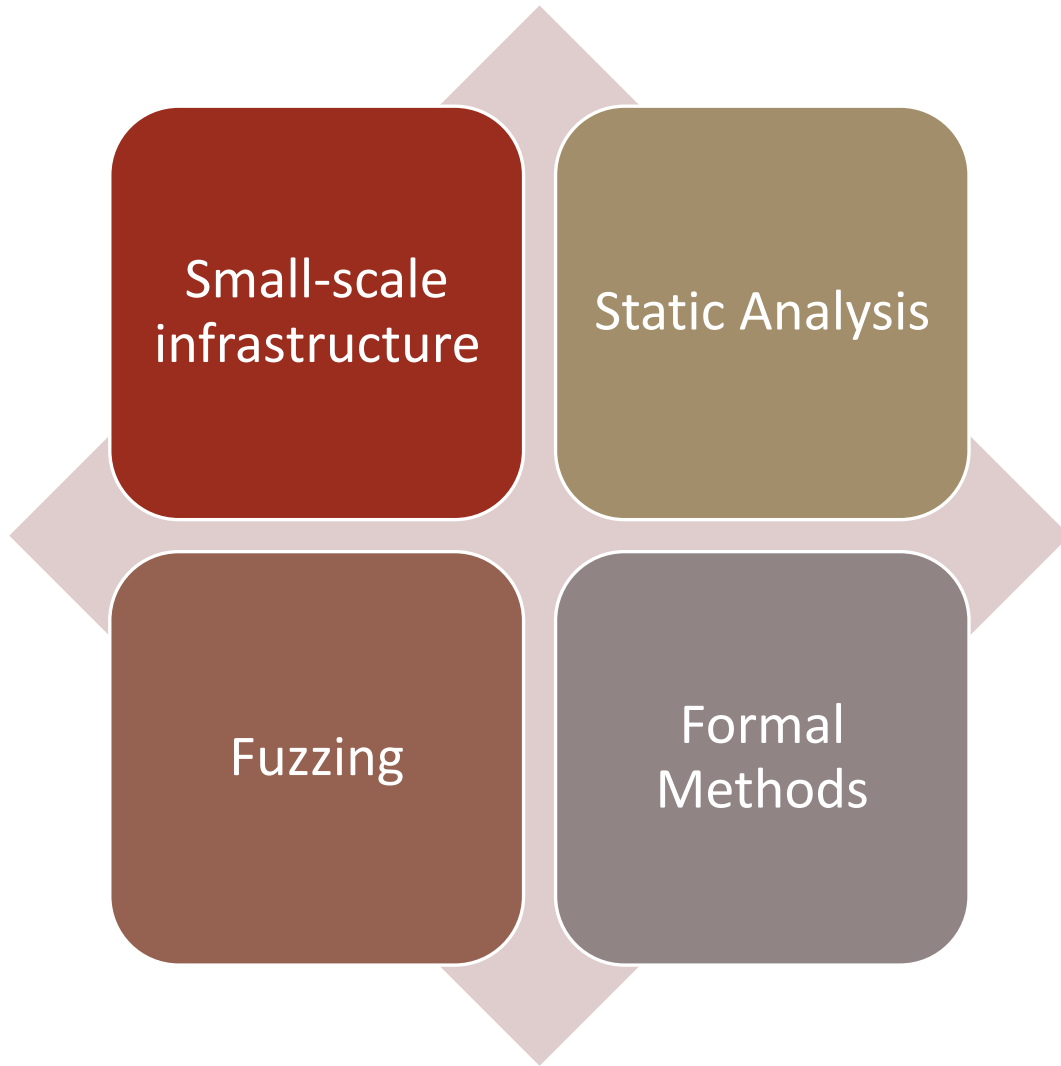 Small-scale
infrastructure
Static Analysis
Fuzzing
Formal
Methods